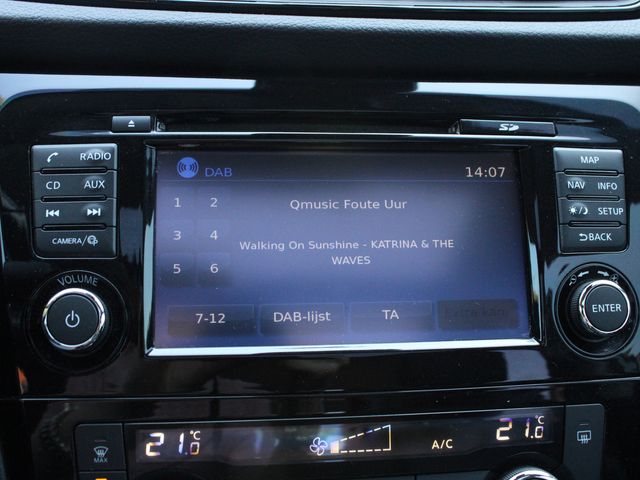 RADIO
CD AUX
CAMERA/
VOLUME
MAX
DAB
14:07
1 2
Qmusic Foute Uur
3 4
Walking On Sunshine - KATRINA & THE
WAVES
5 6
7-12
DAB-lijst
TA
Extra kan
MAP
NAV INFO
SETUP
BACK
ENTER
21.0 °C
A/C
21.0 °C